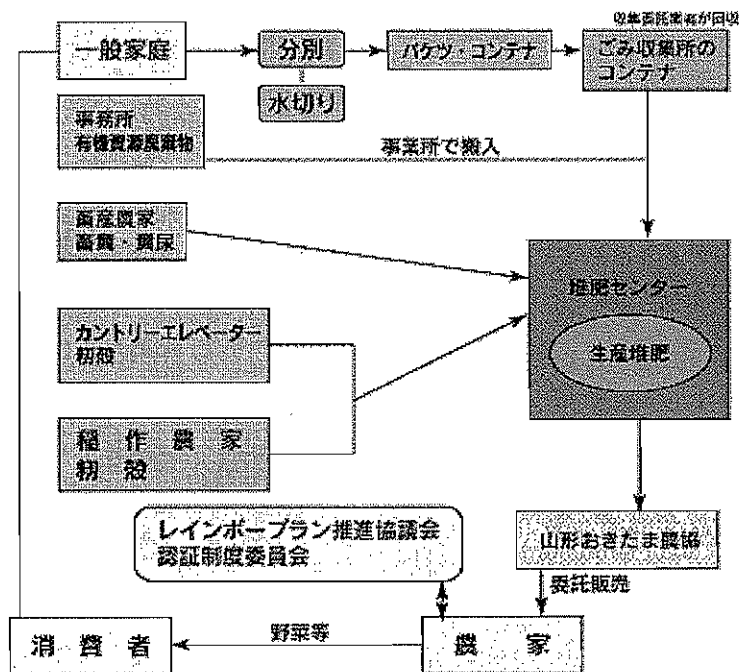 収集委託業者が回収
一般家庭
分別
バケツ・コンテナ
ごみ収集所の
コンテナ
水切り
事務所
有機資源廃棄物
事業所で搬入
畜産農家
畜糞・糞尿
堆肥センター
カントリーエレベーター
籾殻
生産堆肥
稲作農家
籾殻
レインボープラン推進協議会
認証制度委員会
山形おきたま農協
委託販売
消費者
野菜等
農家